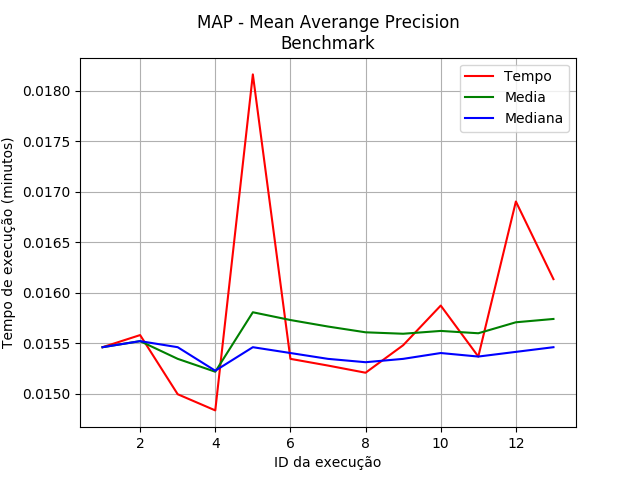 MAP - Mean Averange Precision
Benchmark
Tempo
Media
Mediana
0.0180
0.0175
0.0170
0.0165
0.0160
0.0155
0.0150
Tempo de execução (minutos)
2 4 6 8 10 12
ID da execução